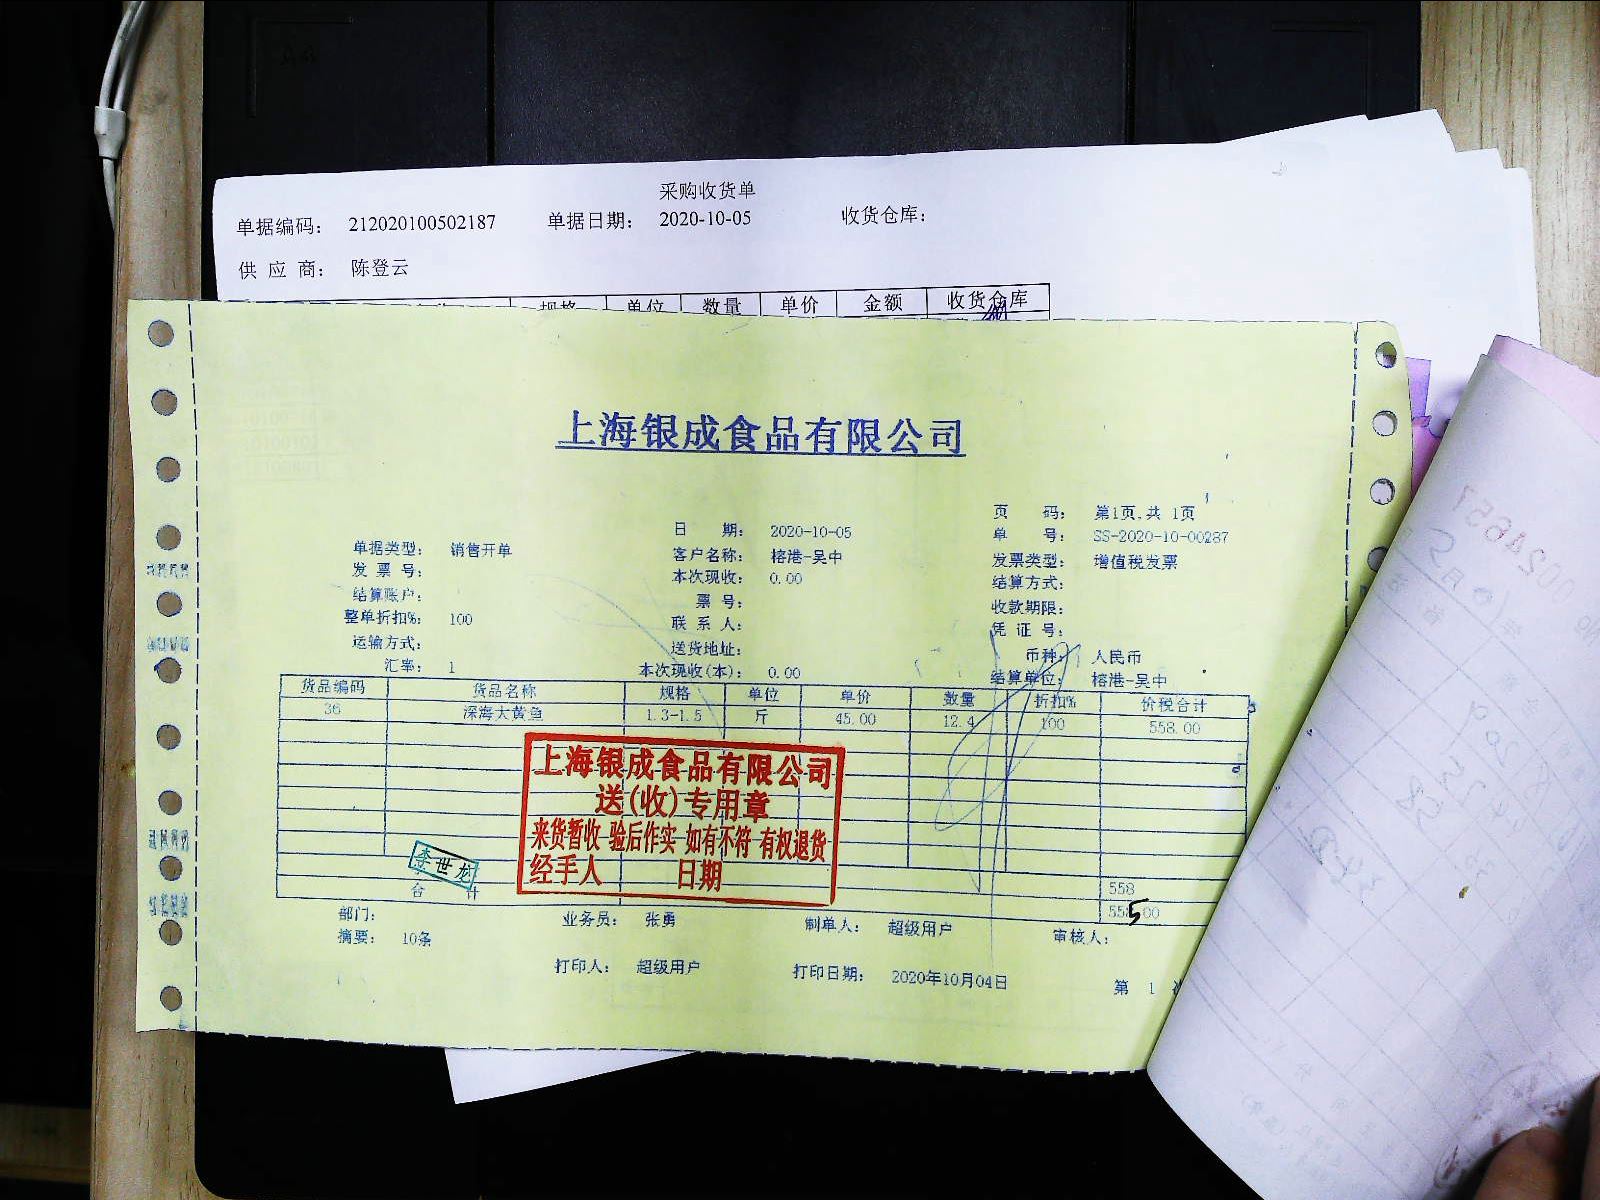 采购收货单
单据编码： 212020100502187 单据日期： 2020-10-05 收货仓库：
供 应 商： 陈登云
规格 单位 数量 单价 金额 收货仓库
上海银成食品有限公司
页 码： 第1页,共 1页
日 期： 2020-10-05 单 号： SS-2020-10-00287
单据类型： 销售开单 客户名称： 榕港-吴中 发票类型： 增值税发票
发 票 号： 本次现收： 0.00 结算方式：
结算账户： 票 号： 收款期限：
整单折扣%： 100 联 系 人： 凭 证 号：
运输方式： 送货地址： 币种： 人民币
汇率： 1 本次现收(本)： 0.00 结算单位： 榕港-吴中
货品编码 货品名称 规格 单位 单价 数量 折扣% 价税合计
36 深海大黄鱼 1.3-1.5 斤 45.00 12.4 100 558.00
上海银成食品有限公司
送(收)专用章
来货暂收 验后作实 如有不符 有权退货
经手人 日期
李世龙
558
合 计
部门： 业务员： 张勇 制单人： 超级用户 审核人：
摘要： 10条
打印人： 超级用户 打印日期： 2020年10月04日 第 1